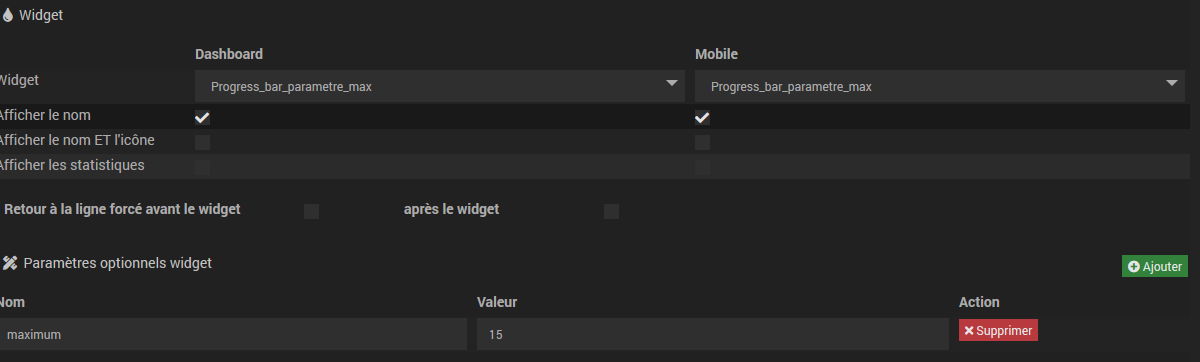 Widget
Dashboard Mobile
Widget Progress_bar_parametre_max Progress_bar_parametre_max
Afficher le nom
Afficher le nom ET l'icône
Afficher les statistiques
Retour à la ligne forcé avant le widget après le widget
Paramètres optionnels widget Ajouter
Nom Valeur Action
maximum 15 Supprimer